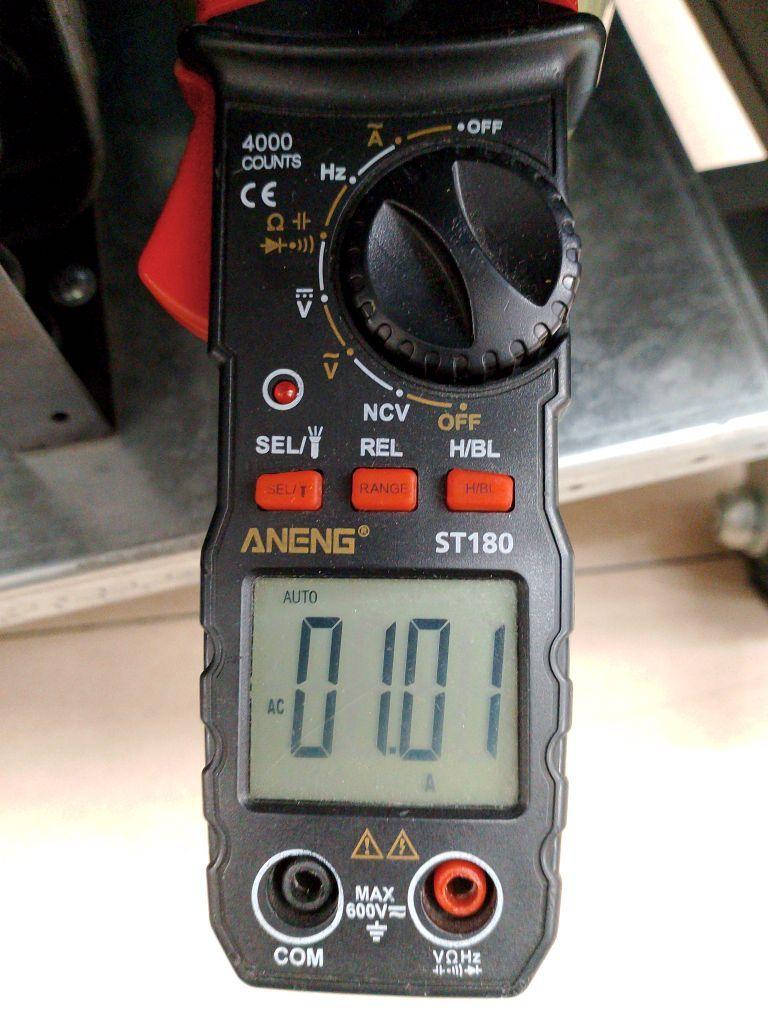 OFF
Ã
4000
COUNTS
Hz
CE
Ω
V
V
NCV
OFF
SEL/ REL H/BL
SEL/ RANGE H/BL
ANENG® ST180
AUTO
01.01
AC
A
MAX
600V
COM
VΩHz